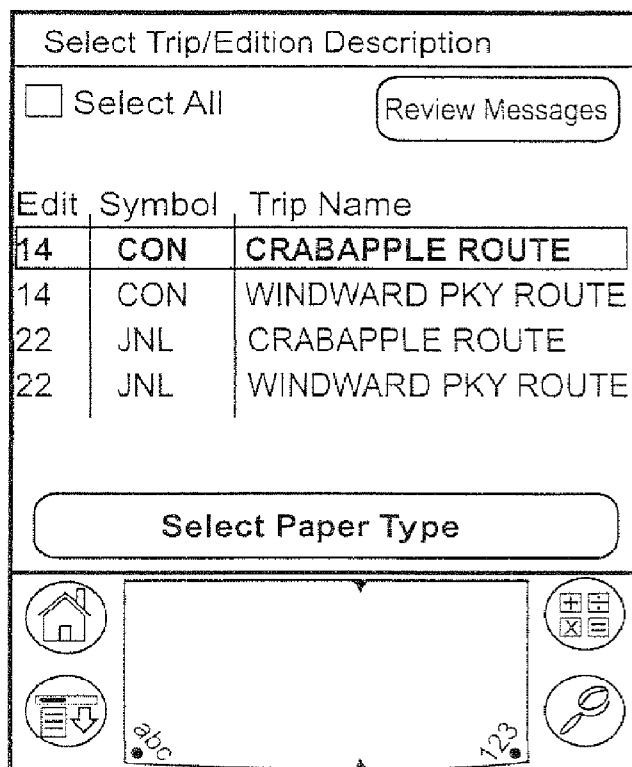 Select Trip/Edition Description
Select All
Review Messages
Edit Symbol Trip Name
14 CON CRABAPPLE ROUTE
14 CON WINDWARD PKY ROUTE
22 JNL CRABAPPLE ROUTE
22 JNL WINDWARD PKY ROUTE
Select Paper Type
+ ÷
X =
abc
123